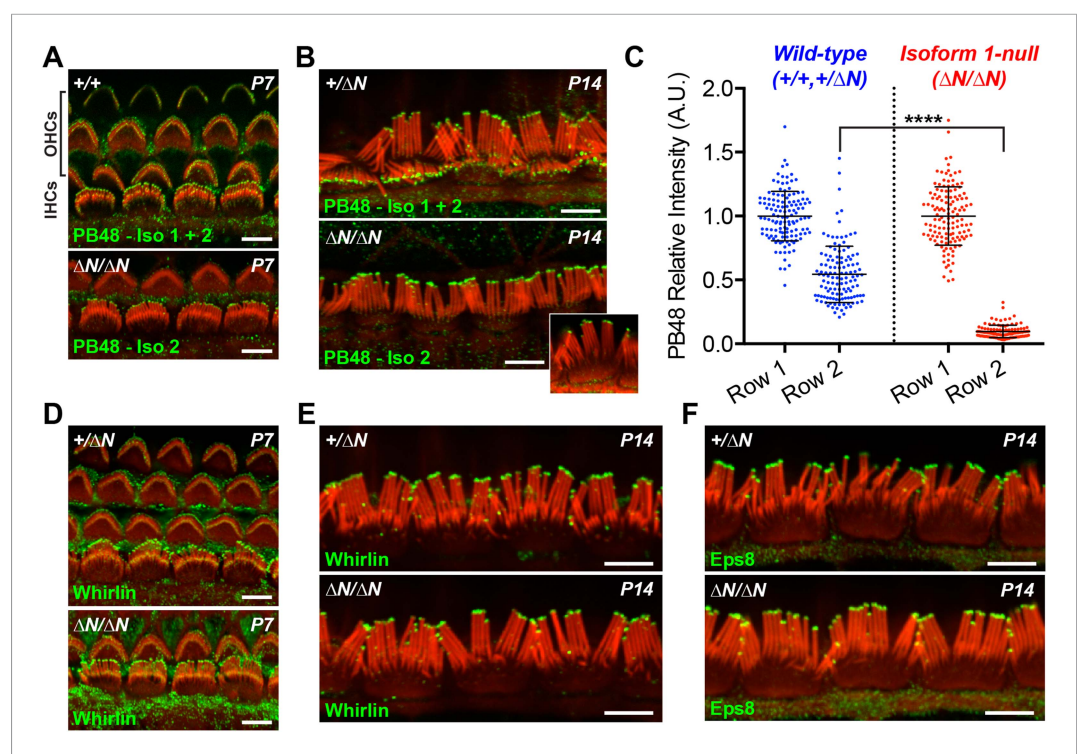 A
+/+
P7
OHCs
IHCs
PB48 - Iso 1 + 2
ΔN/ΔN
P7
PB48 - Iso 2
B
+/ΔN
P14
PB48 - Iso 1 + 2
ΔN/ΔN
P14
PB48 - Iso 2
C
Wild-type
(+/+,+/ΔN)
Isoform 1-null
(ΔN/ΔN)
PB48 Relative Intensity (A.U.)
2.0
1.5
1.0
0.5
0.0
****
Row 1
Row 2
Row 1
Row 2
D
+/ΔN
P7
Whirlin
ΔN/ΔN
P7
Whirlin
E
+/ΔN
P14
Whirlin
ΔN/ΔN
P14
Whirlin
F
+/ΔN
P14
Eps8
ΔN/ΔN
P14
Eps8